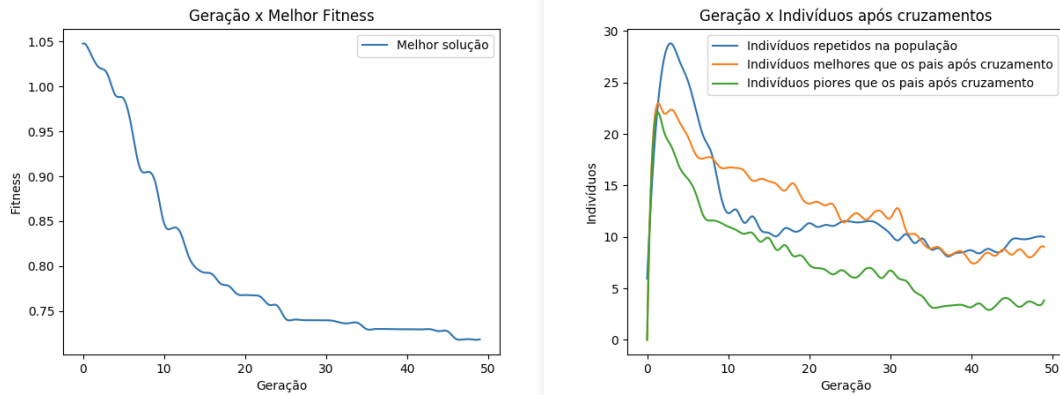 Geração x Melhor Fitness
Melhor solução
Fitness
1.05
1.00
0.95
0.90
0.85
0.80
0.75
0 10 20 30 40 50
Geração
Geração x Indivíduos após cruzamentos
Indivíduos repetidos na população
Indivíduos melhores que os pais após cruzamento
Indivíduos piores que os pais após cruzamento
Indivíduos
30
25
20
15
10
5
0
0 10 20 30 40 50
Geração